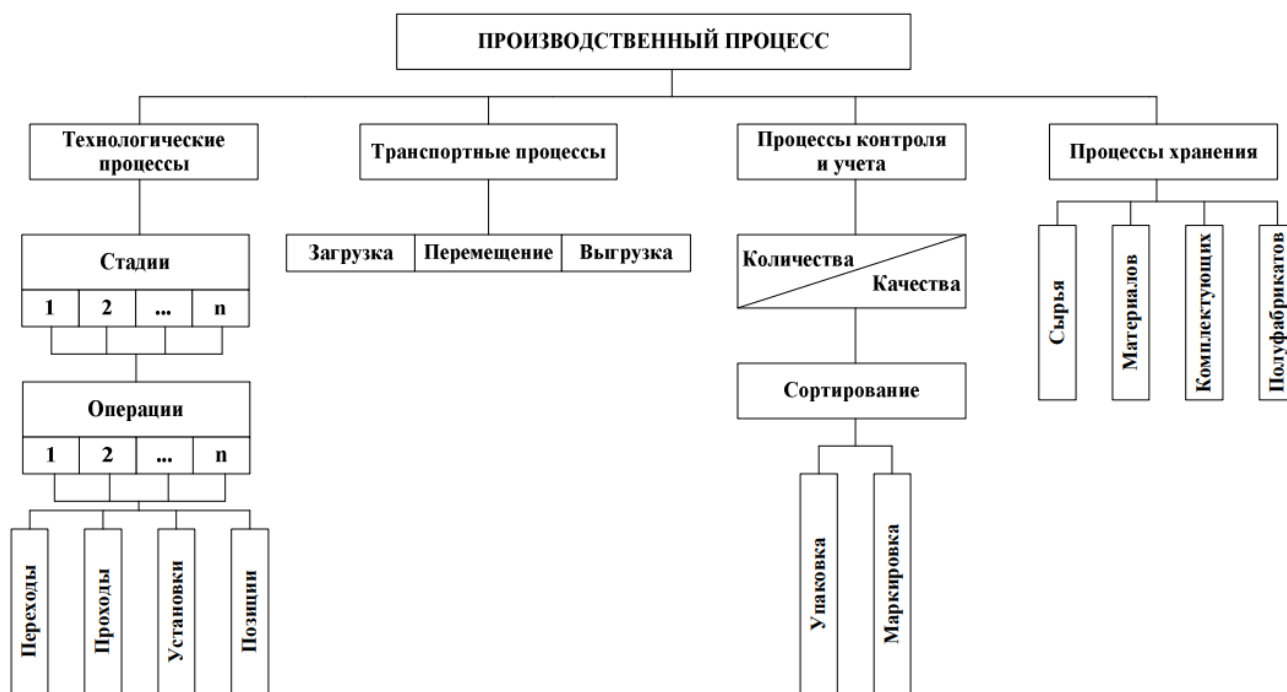 ПРОИЗВОДСТВЕННЫЙ ПРОЦЕСС
Технологические
процессы
Транспортные процессы
Процессы контроля
и учета
Процессы хранения
Стадии
1 2 ... n
Загрузка Перемещение Выгрузка
Количества
Качества
Сырья
Материалов
Комплектующих
Полуфабрикатов
Операции
1 2 ... n
Сортирование
Переходы
Проходы
Установки
Позиции
Упаковка
Маркировка